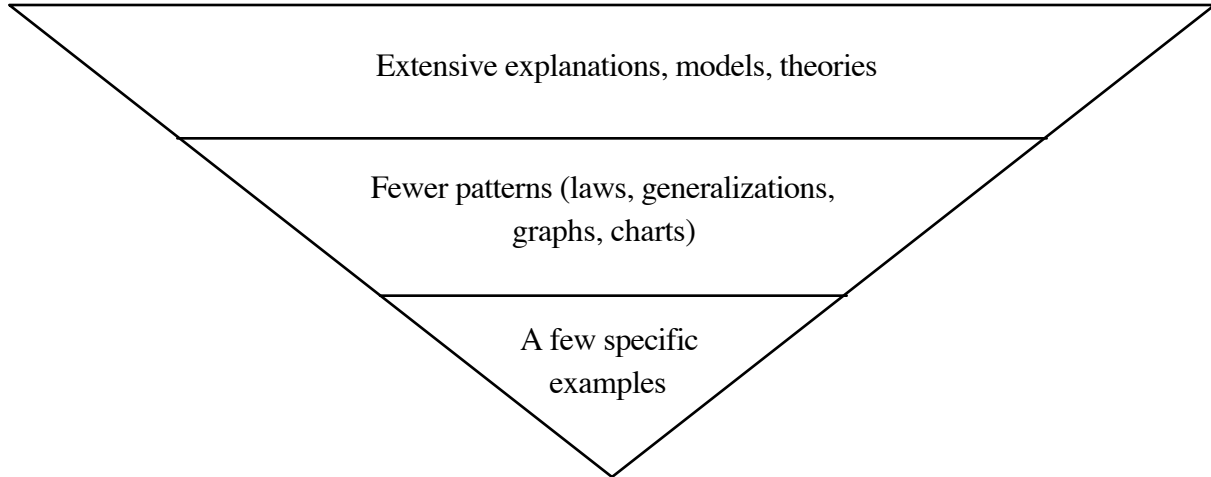 Extensive explanations, models, theories
Fewer patterns (laws, generalizations,
graphs, charts)
A few specific
examples